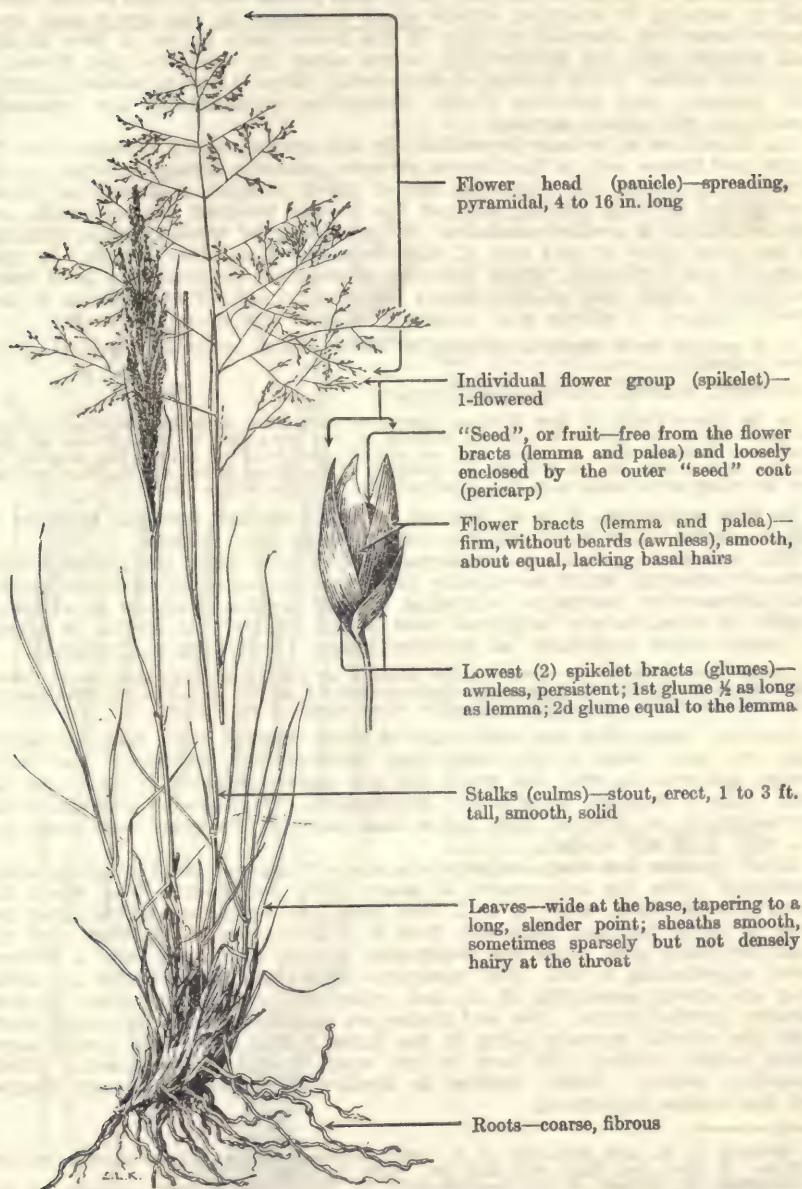 Flower head (panicle)—spreading,
pyramidal, 4 to 16 in. long
Individual flower group (spikelet)—
1-flowered
"Seed", or fruit—free from the flower
bracts (lemma and palea) and loosely
enclosed by the outer "seed" coat
(pericarp)
Flower bracts (lemma and palea)—
firm, without beards (awnless), smooth,
about equal, lacking basal hairs
Lowest (2) spikelet bracts (glumes)—
awnless, persistent; 1st glume ½ as long
as lemma; 2d glume equal to the lemma
Stalks (culms)—stout, erect, 1 to 3 ft.
tall, smooth, solid
Leaves—wide at the base, tapering to a
long, slender point; sheaths smooth,
sometimes sparsely but not densely
hairy at the throat
Roots—coarse, fibrous
E.L.K.